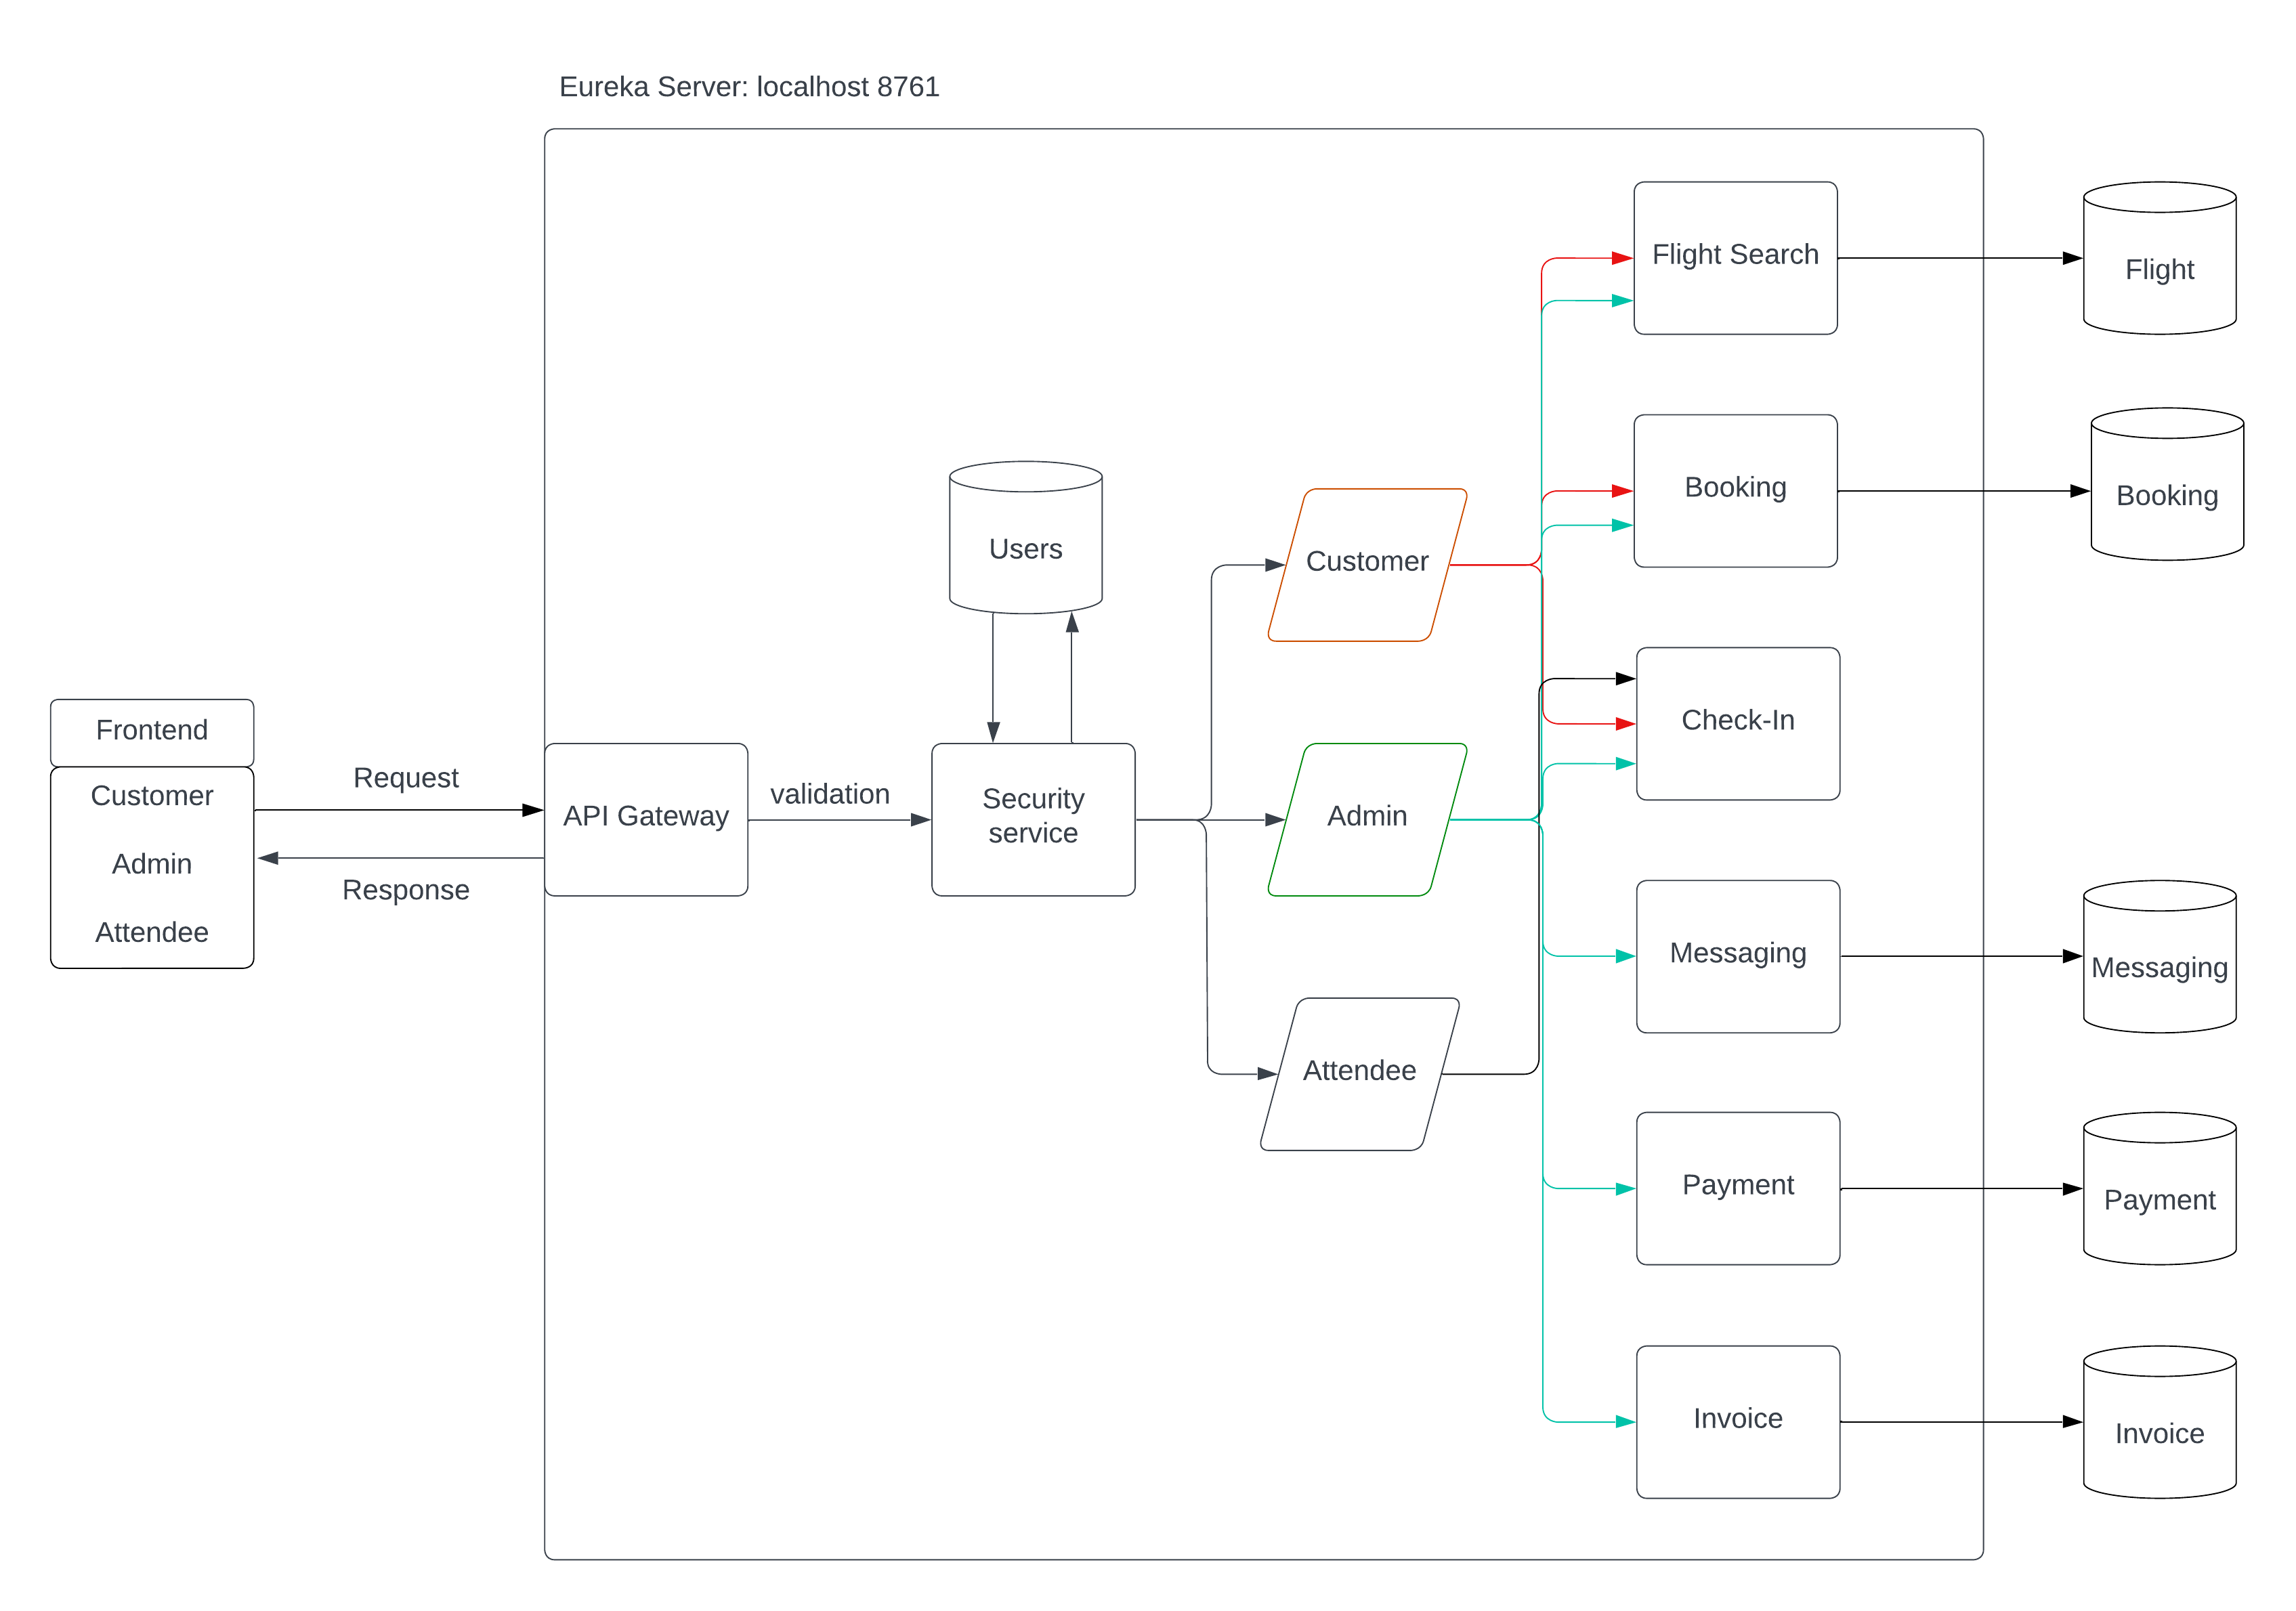 Eureka Server: localhost 8761
Frontend
Customer
Admin
Attendee
Request
Response
API Gateway
validation
Users
Security
service
Customer
Admin
Attendee
Flight Search
Booking
Check-In
Messaging
Payment
Invoice
Flight
Booking
Messaging
Payment
Invoice